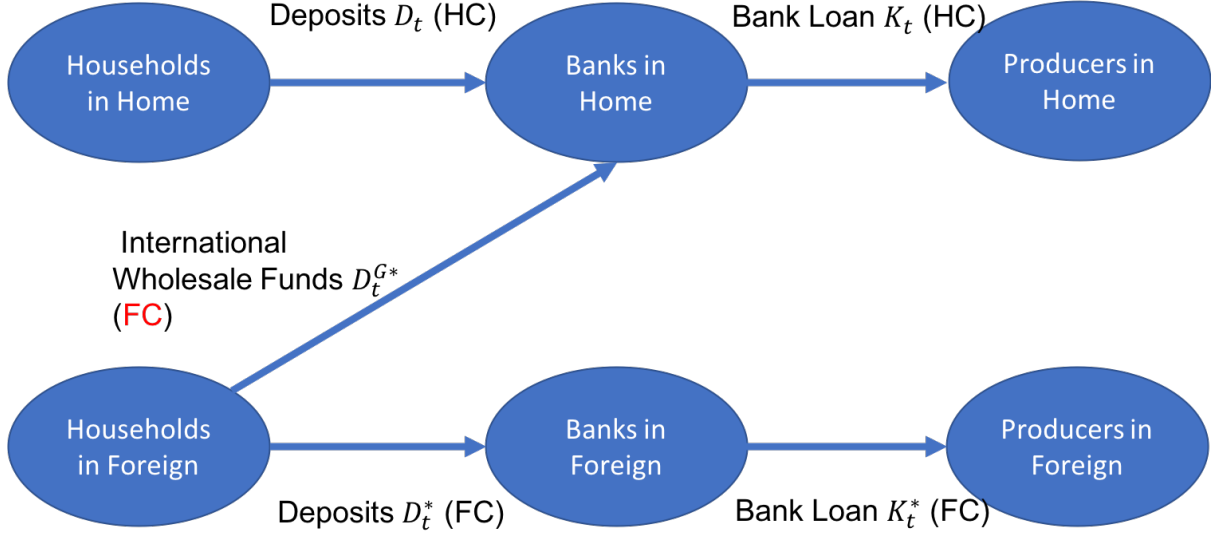 Deposits D_t (HC)
Bank Loan K_t (HC)
Households
in Home
Banks in
Home
Producers in
Home
International
Wholesale Funds D_t^{G*}
(FC)
Households
in Foreign
Banks in
Foreign
Producers in
Foreign
Deposits D_t^* (FC)
Bank Loan K_t^* (FC)